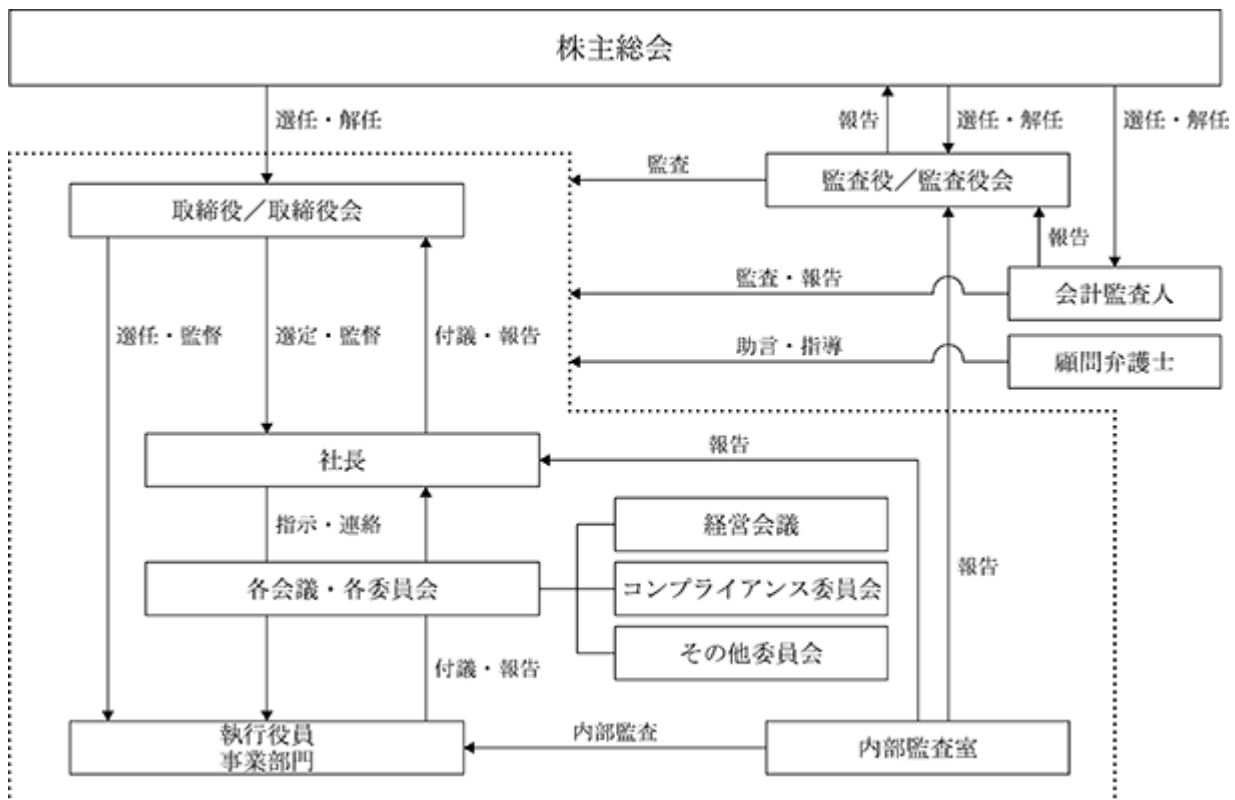 株主総会
選任・解任
報告
選任・解任
選任・解任
監査
監査役／監査役会
取締役／取締役会
報告
監査・報告
会計監査人
選任・監督
選定・監督
付議・報告
助言・指導
顧問弁護士
社長
報告
指示・連絡
経営会議
各会議・各委員会
コンプライアンス委員会
報告
その他委員会
付議・報告
執行役員
事業部門
内部監査
内部監査室